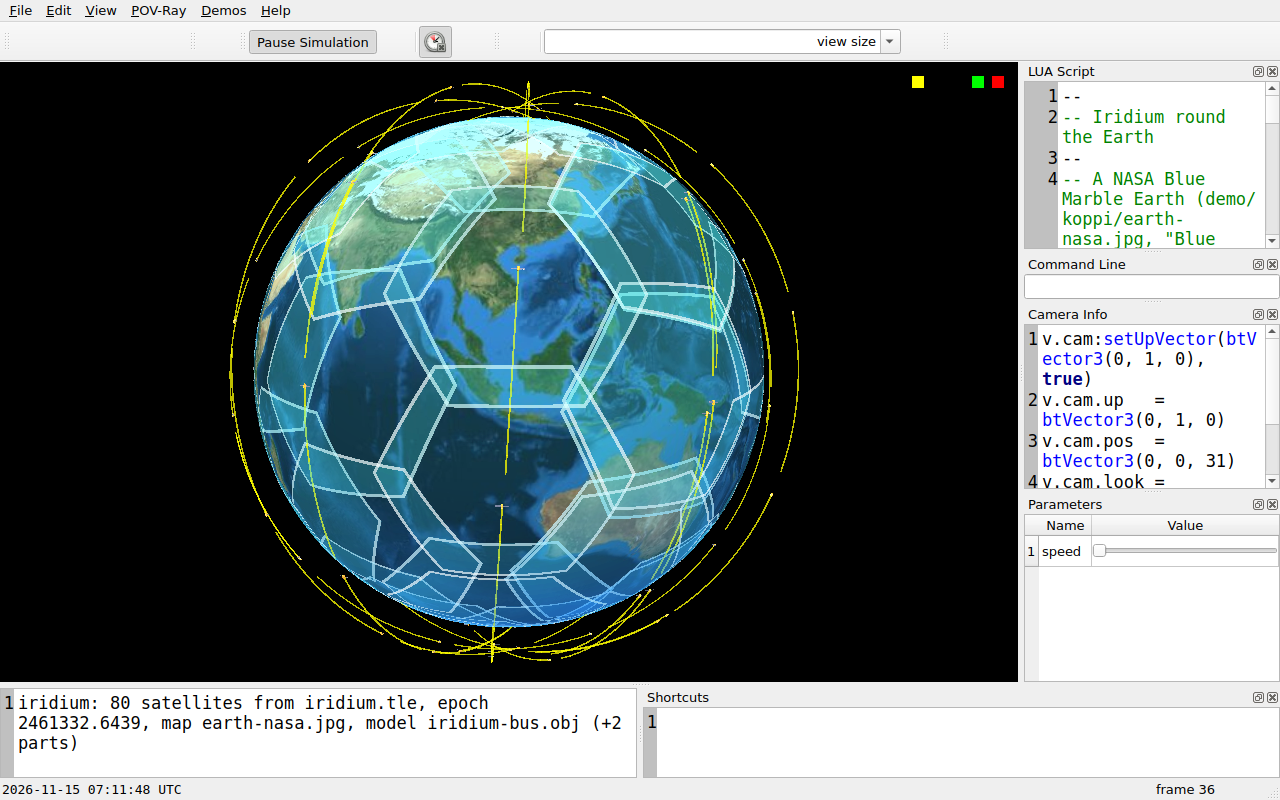 File Edit View POV-Ray Demos Help
Pause Simulation
view size
LUA Script
1 --
2 -- Iridium round
the Earth
3 --
4 -- A NASA Blue
Marble Earth (demo/
koppi/earth-
nasa.jpg, "Blue
Command Line
Camera Info
1 v.cam:setUpVector(btV
ector3(0, 1, 0),
true)
2 v.cam.up   =
btVector3(0, 1, 0)
3 v.cam.pos  =
btVector3(0, 0, 31)
4 v.cam.look =
Parameters
Name Value
1 speed
1 iridium: 80 satellites from iridium.tle, epoch
2461332.6439, map earth-nasa.jpg, model iridium-bus.obj (+2
parts)
Shortcuts
1
2026-11-15 07:11:48 UTC
frame 36